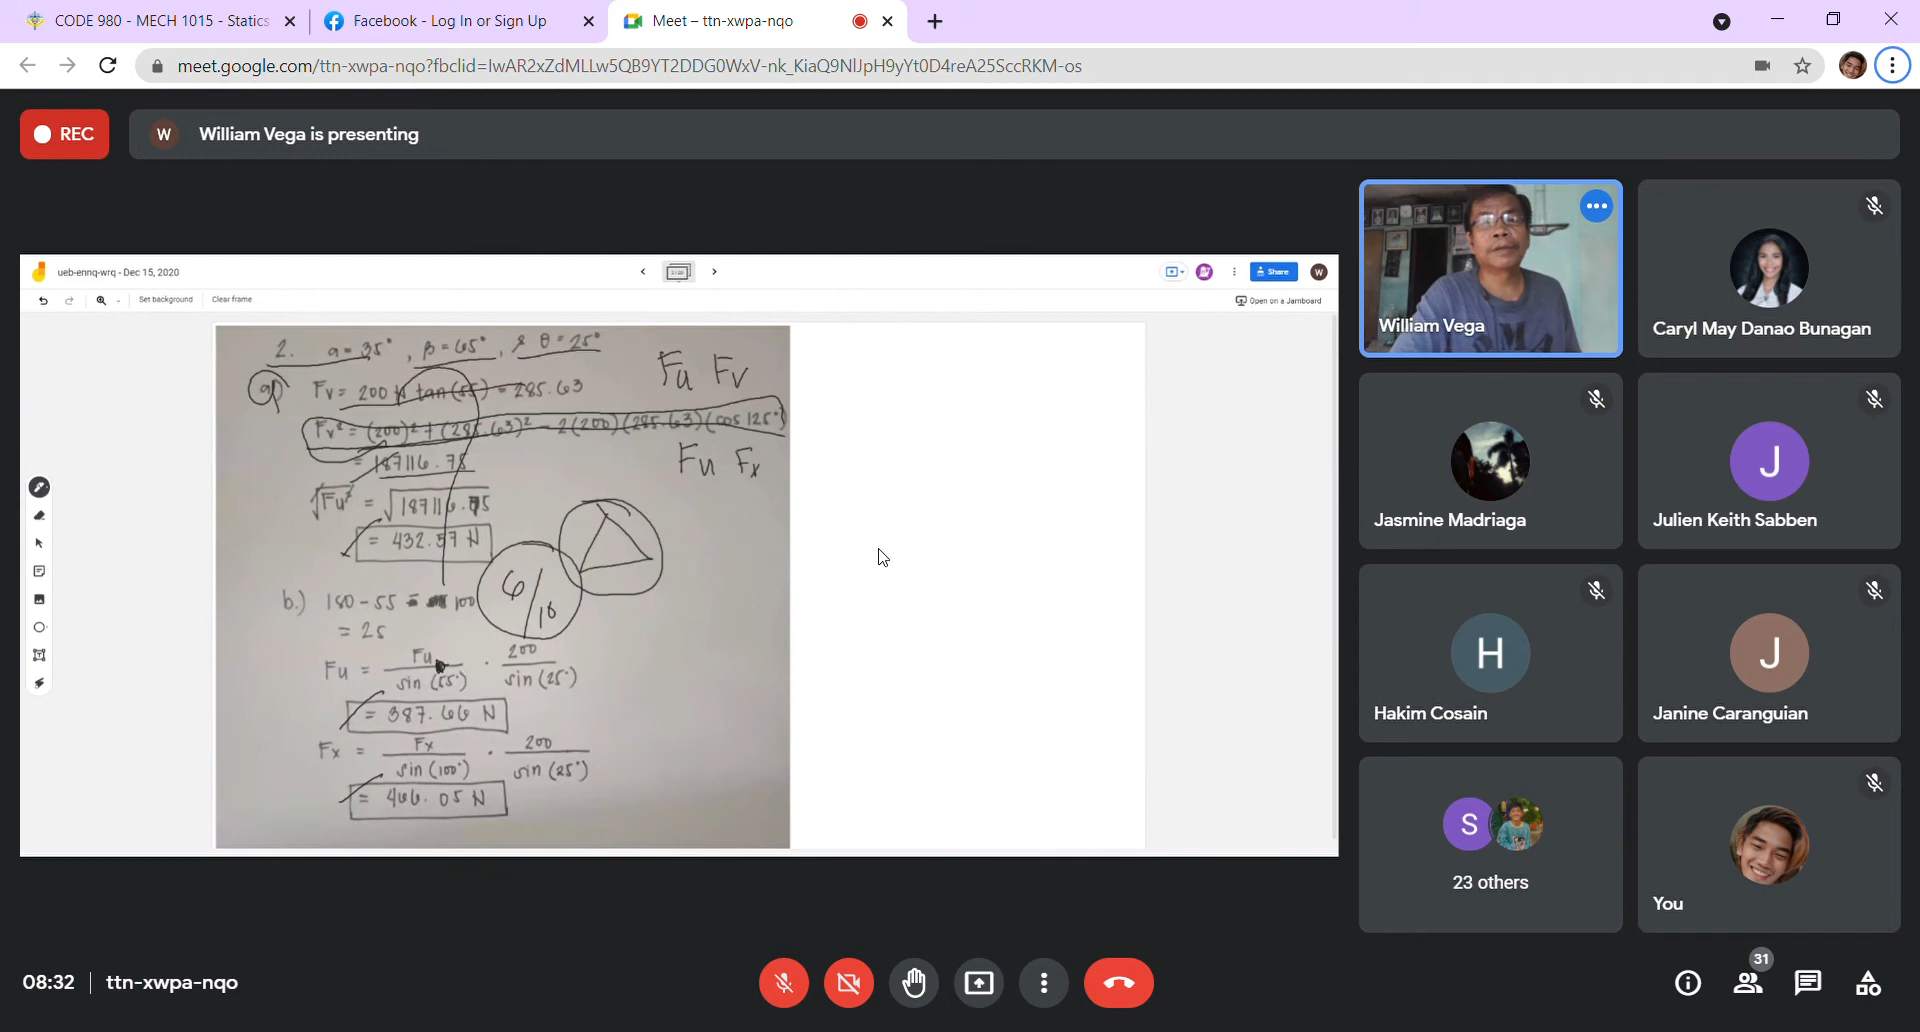 CODE 980 - MECH 1015 - Statics
Facebook - Log In or Sign Up
Meet – ttn-xwpa-nqo
meet.google.com/ttn-xwpa-nqo?fbclid=IwAR2xZdMLLw5QB9YT2DDG0WxV-nk_KiaQ9NIJpH9yYt0D4reA25SccRKM-os
REC
W
William Vega is presenting
ueb-ennq-wrq - Dec 15, 2020
Share
W
Set background
Clear frame
Open on a Jamboard
2. α = 35° , β = 65° , & θ = 25°
a)
Fv = 200 tan (55) = 285.63
Fu Fv
Fv² = (200)² + (285.63)² - 2 (200) (285.63) (cos 125°)
= 187116.78
Fu Fx
√Fu² = √187116.75
= 432.57 N
6/10
b.) 180 - 55 - 100
= 25
Fu = Fu / sin (55°) · 200 / sin (25°)
= 387.66 N
Fx = Fx / sin (100°) · 200 / sin (25°)
= 466.05 N
William Vega
Caryl May Danao Bunagan
Jasmine Madriaga
J
Julien Keith Sabben
H
Hakim Cosain
J
Janine Caranguian
S
23 others
You
08:32 | ttn-xwpa-nqo
31